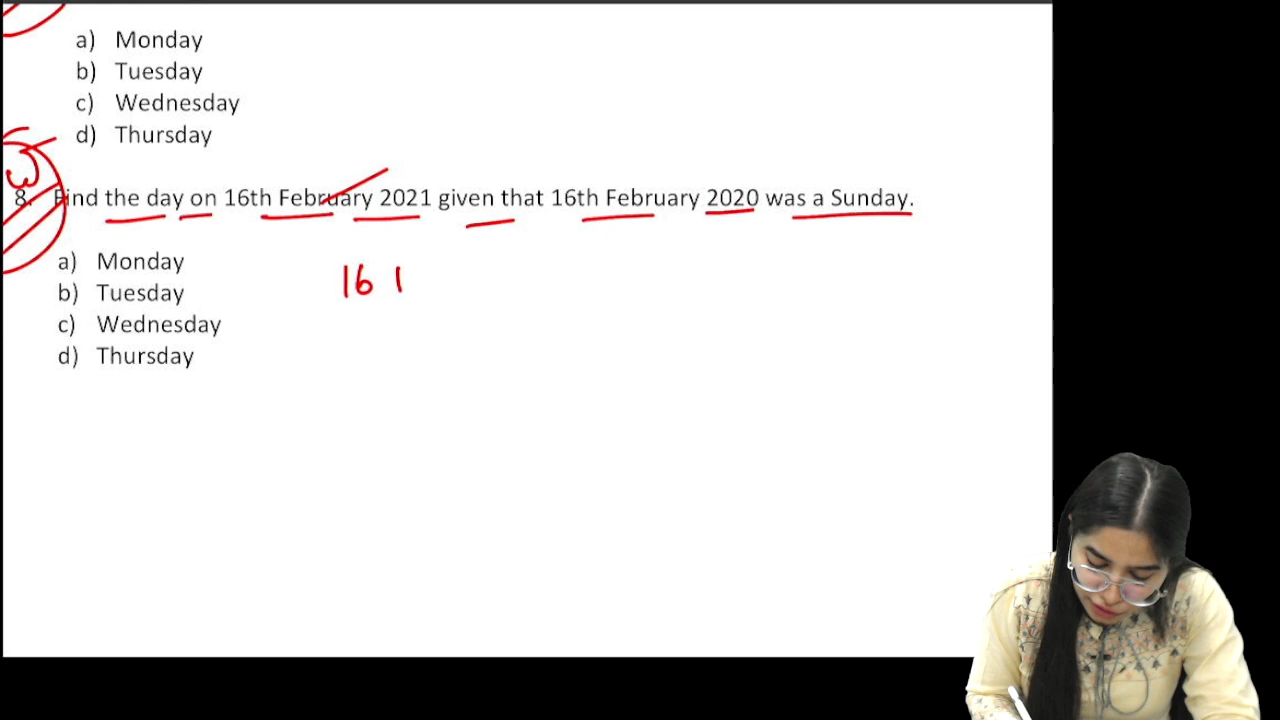 a) Monday
b) Tuesday
c) Wednesday
d) Thursday
8. Find the day on 16th February 2021 given that 16th February 2020 was a Sunday.
a) Monday
b) Tuesday
c) Wednesday
d) Thursday
16 1